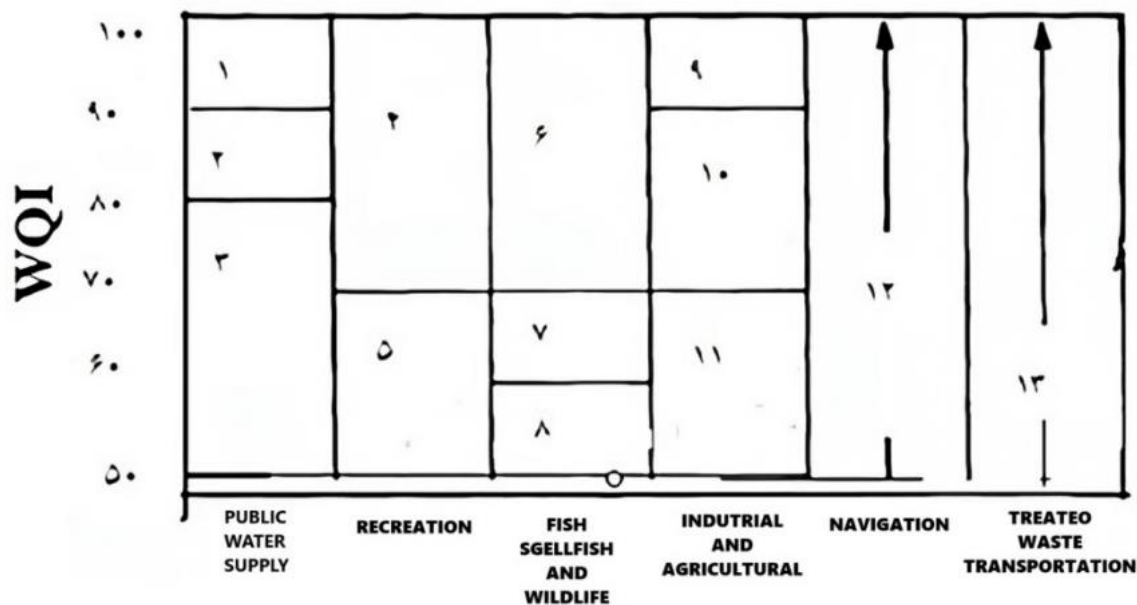 WQI
۱۰۰
۹۰
۸۰
۷۰
۶۰
۵۰
۱
۲
۳
۴
۵
۶
۷
۸
۹
۱۰
۱۱
۱۲
۱۳
PUBLIC
WATER
SUPPLY
RECREATION
FISH
SGELLFISH
AND
WILDLIFE
INDUTRIAL
AND
AGRICULTURAL
NAVIGATION
TREATEO
WASTE
TRANSPORTATION